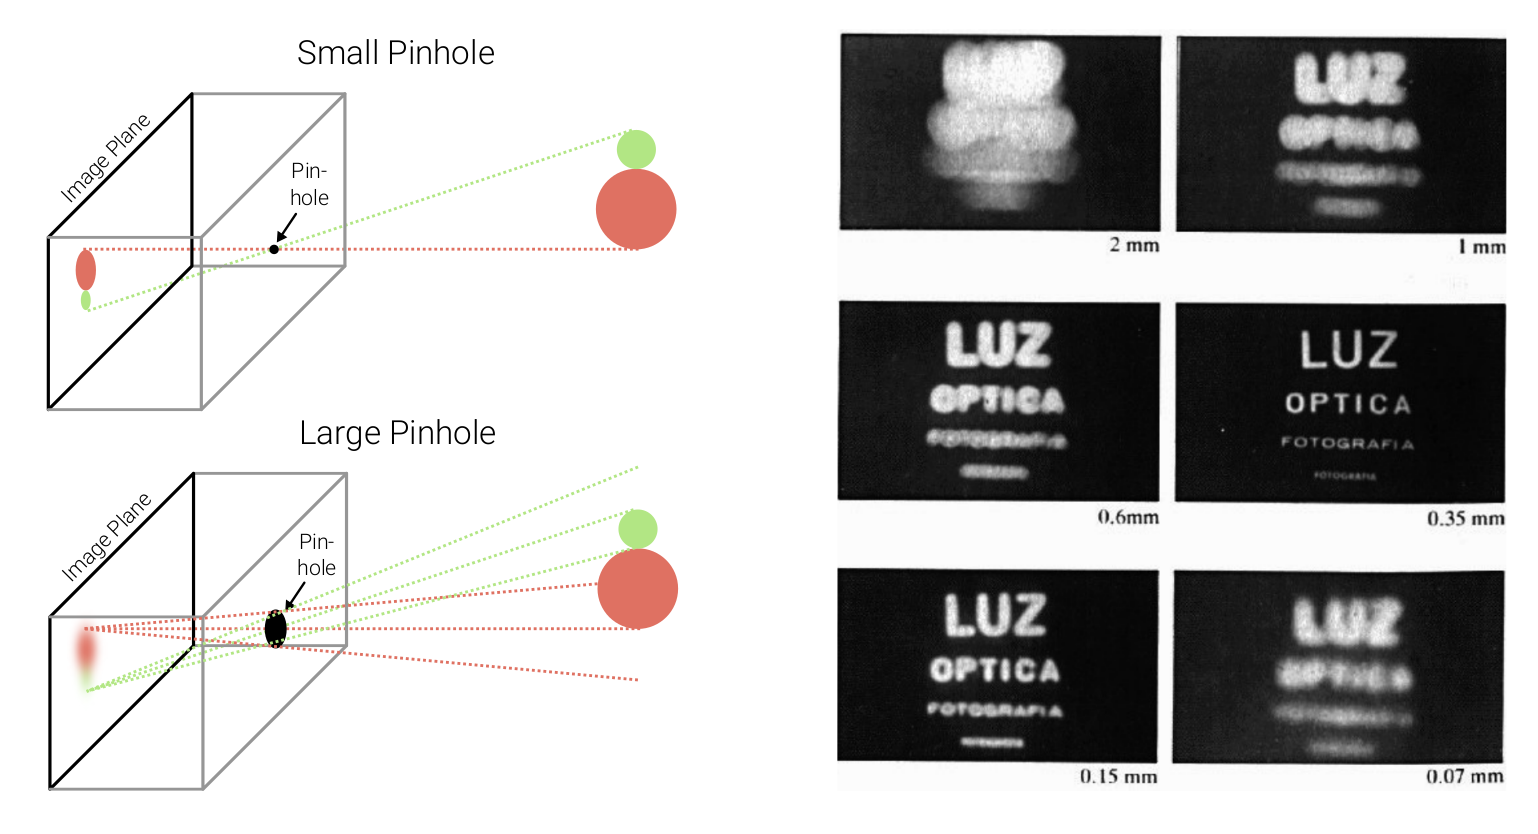 Small Pinhole
Image Plane
Pin-
hole
Large Pinhole
Image Plane
Pin-
hole
2 mm
LUZ
1 mm
LUZ
OPTICA
0.6mm
LUZ
OPTICA
FOTOGRAFIA
FOTOGRAFIA
0.35 mm
LUZ
OPTICA
FOTOGRAFIA
0.15 mm
LUZ
0.07 mm